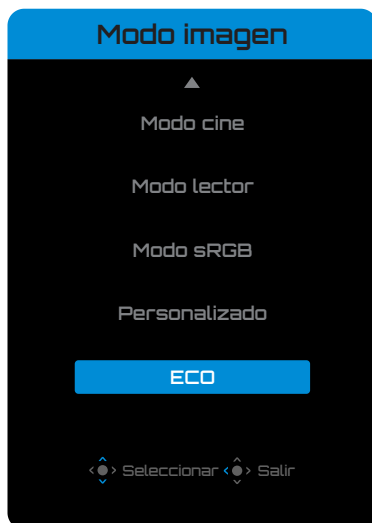 Modo imagen
Modo cine
Modo lector
Modo sRGB
Personalizado
ECO
Seleccionar Salir